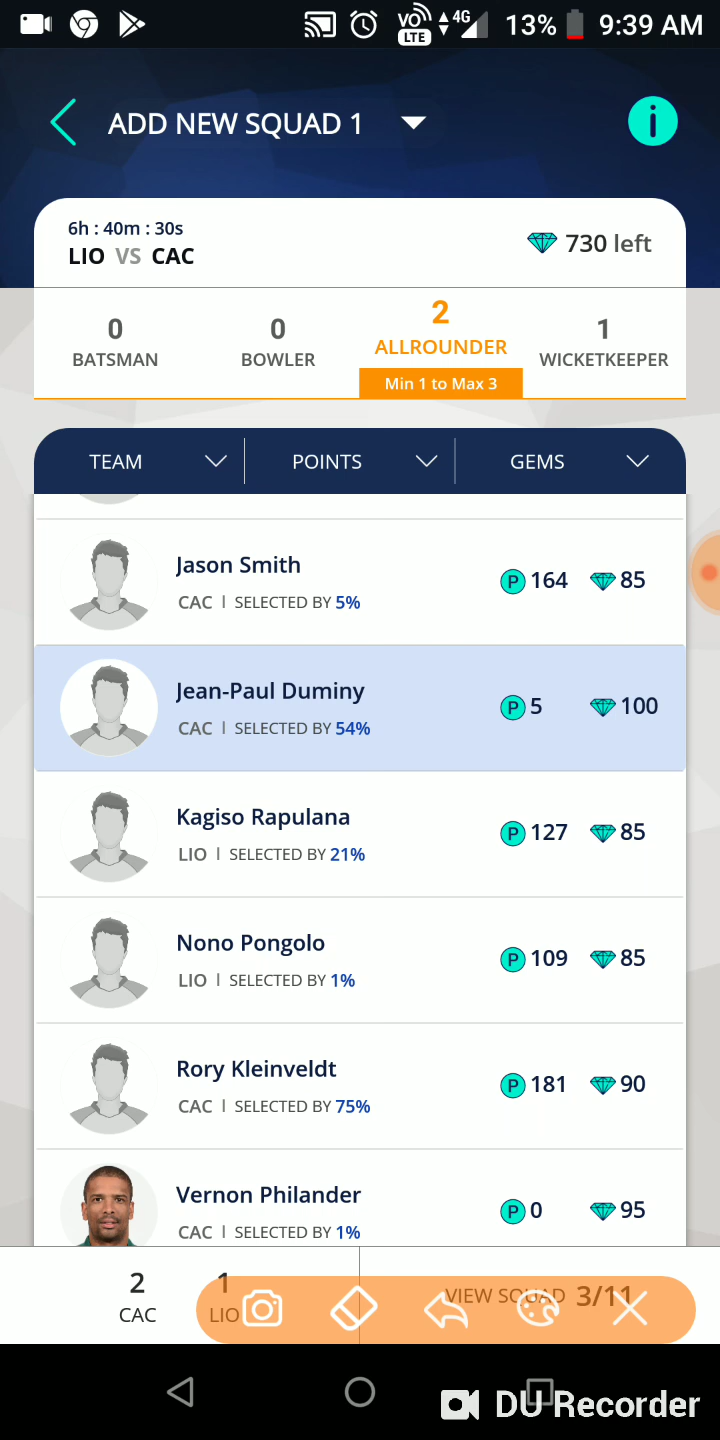 VO LTE 4G 13% 9:39 AM
ADD NEW SQUAD 1 i
6h : 40m : 30s
LIO VS CAC
730 left
0 0 2 1
BATSMAN BOWLER ALLROUNDER WICKETKEEPER
Min 1 to Max 3
TEAM POINTS GEMS
Jason Smith
P 164 85
CAC | SELECTED BY 5%
Jean-Paul Duminy
P 5 100
CAC | SELECTED BY 54%
Kagiso Rapulana
P 127 85
LIO | SELECTED BY 21%
Nono Pongolo
P 109 85
LIO | SELECTED BY 1%
Rory Kleinveldt
P 181 90
CAC | SELECTED BY 75%
Vernon Philander
P 0 95
CAC | SELECTED BY 1%
2 1
CAC LIO
VIEW SQUAD 3/11
DU Recorder